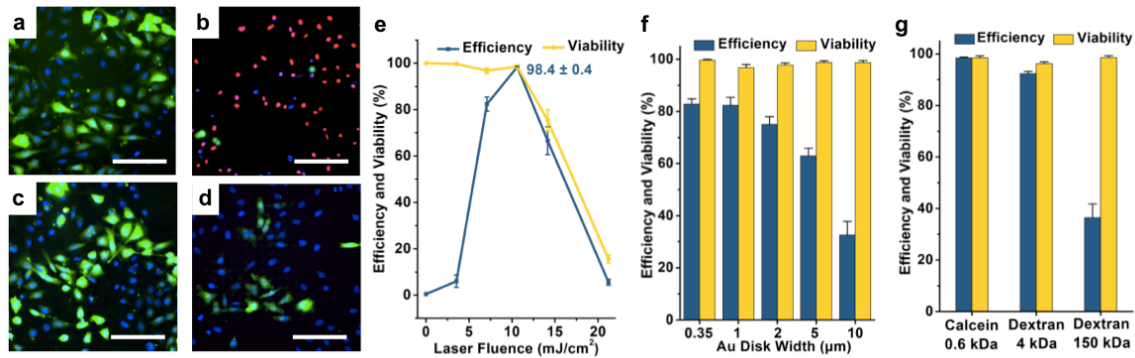 a
b
c
d
e
Efficiency Viability
98.4 ± 0.4
Efficiency and Viability (%)
100
80
60
40
20
0
0 5 10 15 20
Laser Fluence (mJ/cm²)
f
Efficiency Viability
Efficiency and Viability (%)
100
80
60
40
20
0
0.35 1 2 5 10
Au Disk Width (µm)
g
Efficiency Viability
Efficiency and Viability (%)
100
80
60
40
20
0
Calcein Dextran Dextran
0.6 kDa 4 kDa 150 kDa